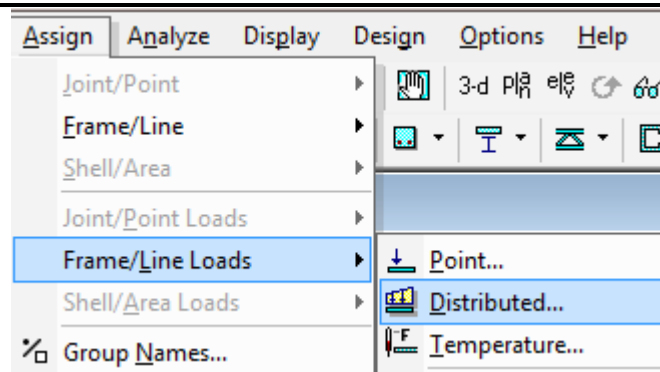 Assign Analyze Display Design Options Help
Joint/Point
3-d
Frame/Line
Shell/Area
Joint/Point Loads
Frame/Line Loads
Point...
Shell/Area Loads
Distributed...
Group Names...
Temperature...